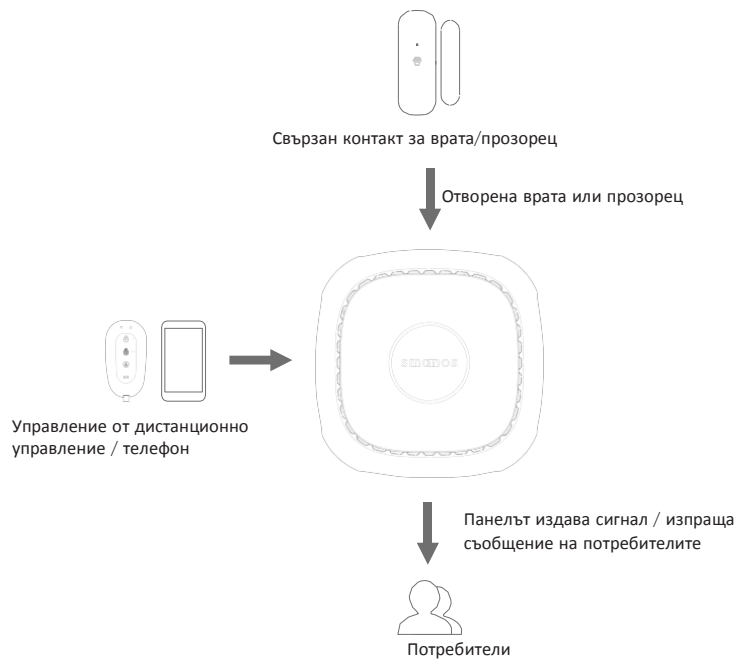 Свързан контакт за врата/прозорец
Отворена врата или прозорец
smanos
Управление от дистанционно
управление / телефон
Панелът издава сигнал / изпраща
съобщение на потребителите
Потребители